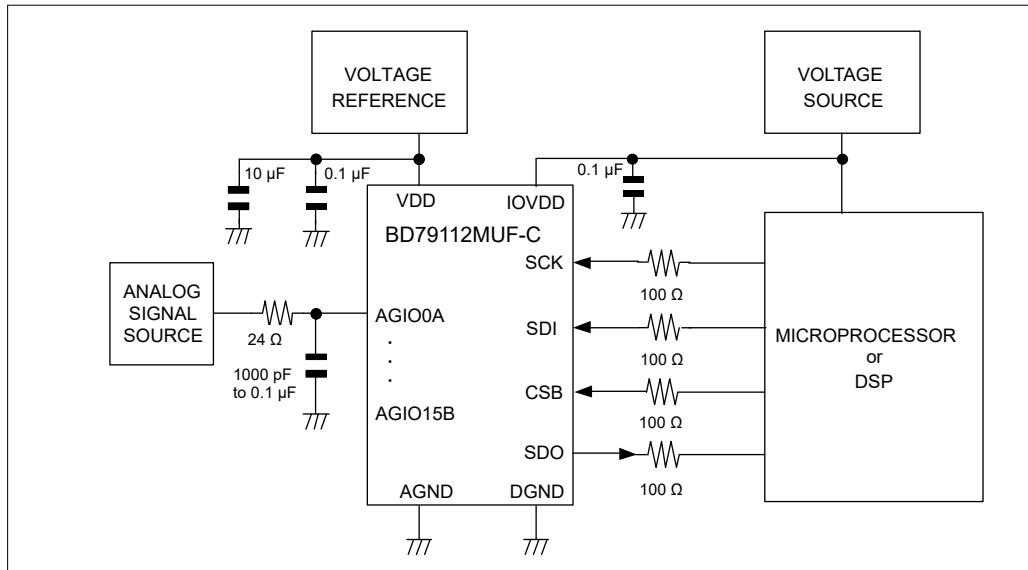 VOLTAGE
REFERENCE
VOLTAGE
SOURCE
10 µF
0.1 µF
0.1 µF
VDD
IOVDD
BD79112MUF-C
SCK
100 Ω
ANALOG
SIGNAL
SOURCE
24 Ω
1000 pF
to 0.1 µF
AGIO0A
.
.
.
AGIO15B
SDI
100 Ω
CSB
100 Ω
SDO
100 Ω
MICROPROCESSOR
or
DSP
AGND
DGND